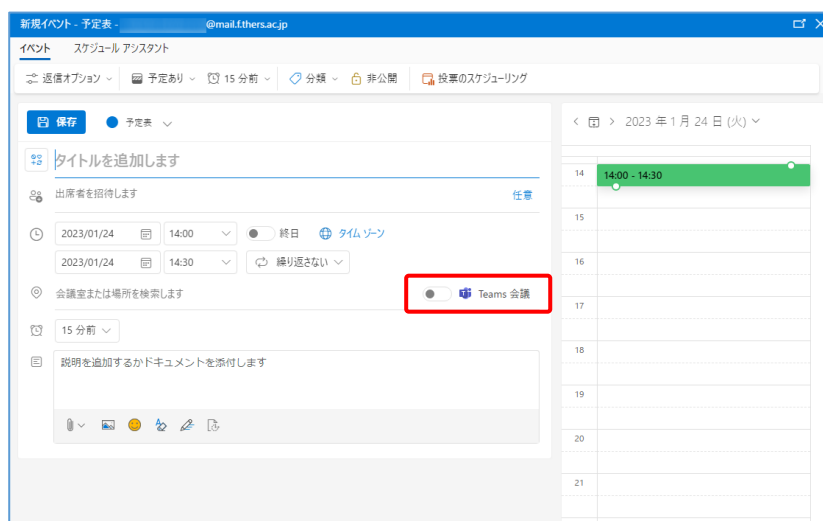 新規イベント - 予定表 - @mail.f.thers.ac.jp
イベント スケジュール アシスタント
返信オプション 予定あり 15 分前 分類 非公開 投票のスケジューリング
保存 予定表
タイトルを追加します
出席者を招待します 任意
2023/01/24 14:00 終日 タイム ゾーン
2023/01/24 14:30 繰り返さない
会議室または場所を検索します Teams 会議
15 分前
説明を追加するかドキュメントを添付します
2023 年 1 月 24 日 (火)
14 14:00 - 14:30
15
16
17
18
19
20
21